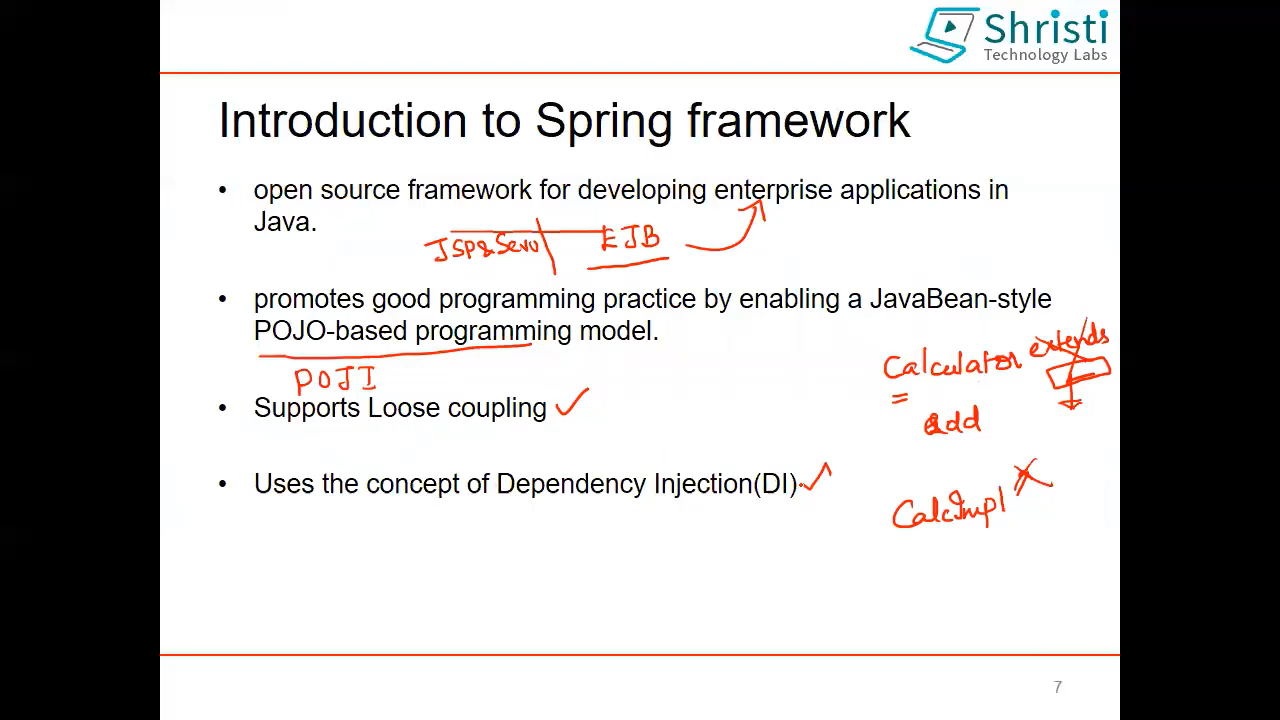 Shristi
Technology Labs
Introduction to Spring framework
• open source framework for developing enterprise applications in
Java.
JSP & Serv EJB
• promotes good programming practice by enabling a JavaBean-style
POJO-based programming model.
POJI
Calculator extends
= add
• Supports Loose coupling
• Uses the concept of Dependency Injection(DI).
CalcImpl
7